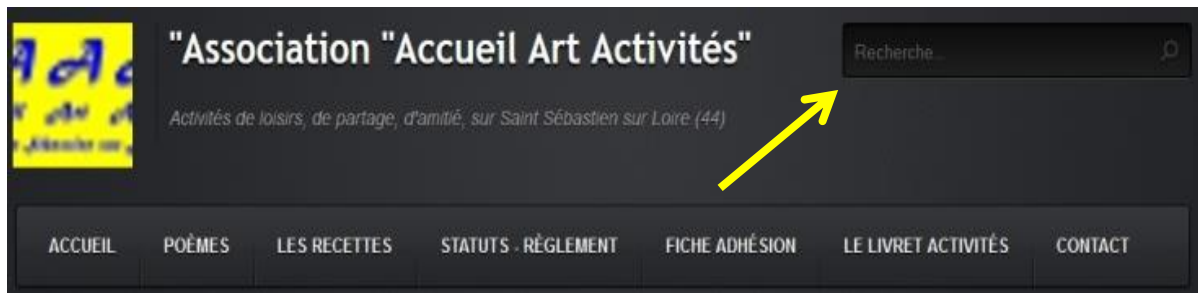 "Association "Accueil Art Activités"
Recherche...
Activités de loisirs, de partage, d'amitié, sur Saint Sébastien sur Loire (44)
ACCUEIL POÈMES LES RECETTES STATUTS - RÈGLEMENT FICHE ADHÉSION LE LIVRET ACTIVITÉS CONTACT